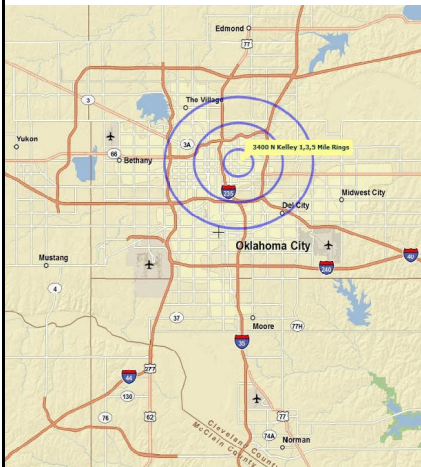 Edmond
77
3
The Village
Yukon
66
Bethany
3A
3400 N Kelley 1,3,5 Mile Rings
235
Midwest City
Del City
Oklahoma City
40
Mustang
240
4
37
Moore
77H
35
277
44
130
62
76
77
74A
Norman
Cleveland County
McClain County